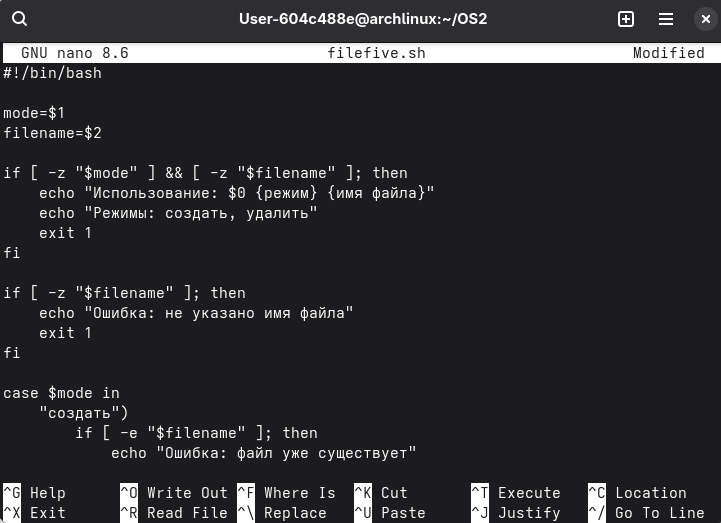 User-604c488e@archlinux:~/OS2
GNU nano 8.6 filefive.sh Modified
#!/bin/bash

mode=$1
filename=$2

if [ -z "$mode" ] && [ -z "$filename" ]; then
    echo "Использование: $0 {режим} {имя файла}"
    echo "Режимы: создать, удалить"
    exit 1
fi

if [ -z "$filename" ]; then
    echo "Ошибка: не указано имя файла"
    exit 1
fi

case $mode in
    "создать")
        if [ -e "$filename" ]; then
            echo "Ошибка: файл уже существует"

^G Help ^O Write Out ^F Where Is ^K Cut ^T Execute ^C Location
^X Exit ^R Read File ^\ Replace ^U Paste ^J Justify ^/ Go To Line